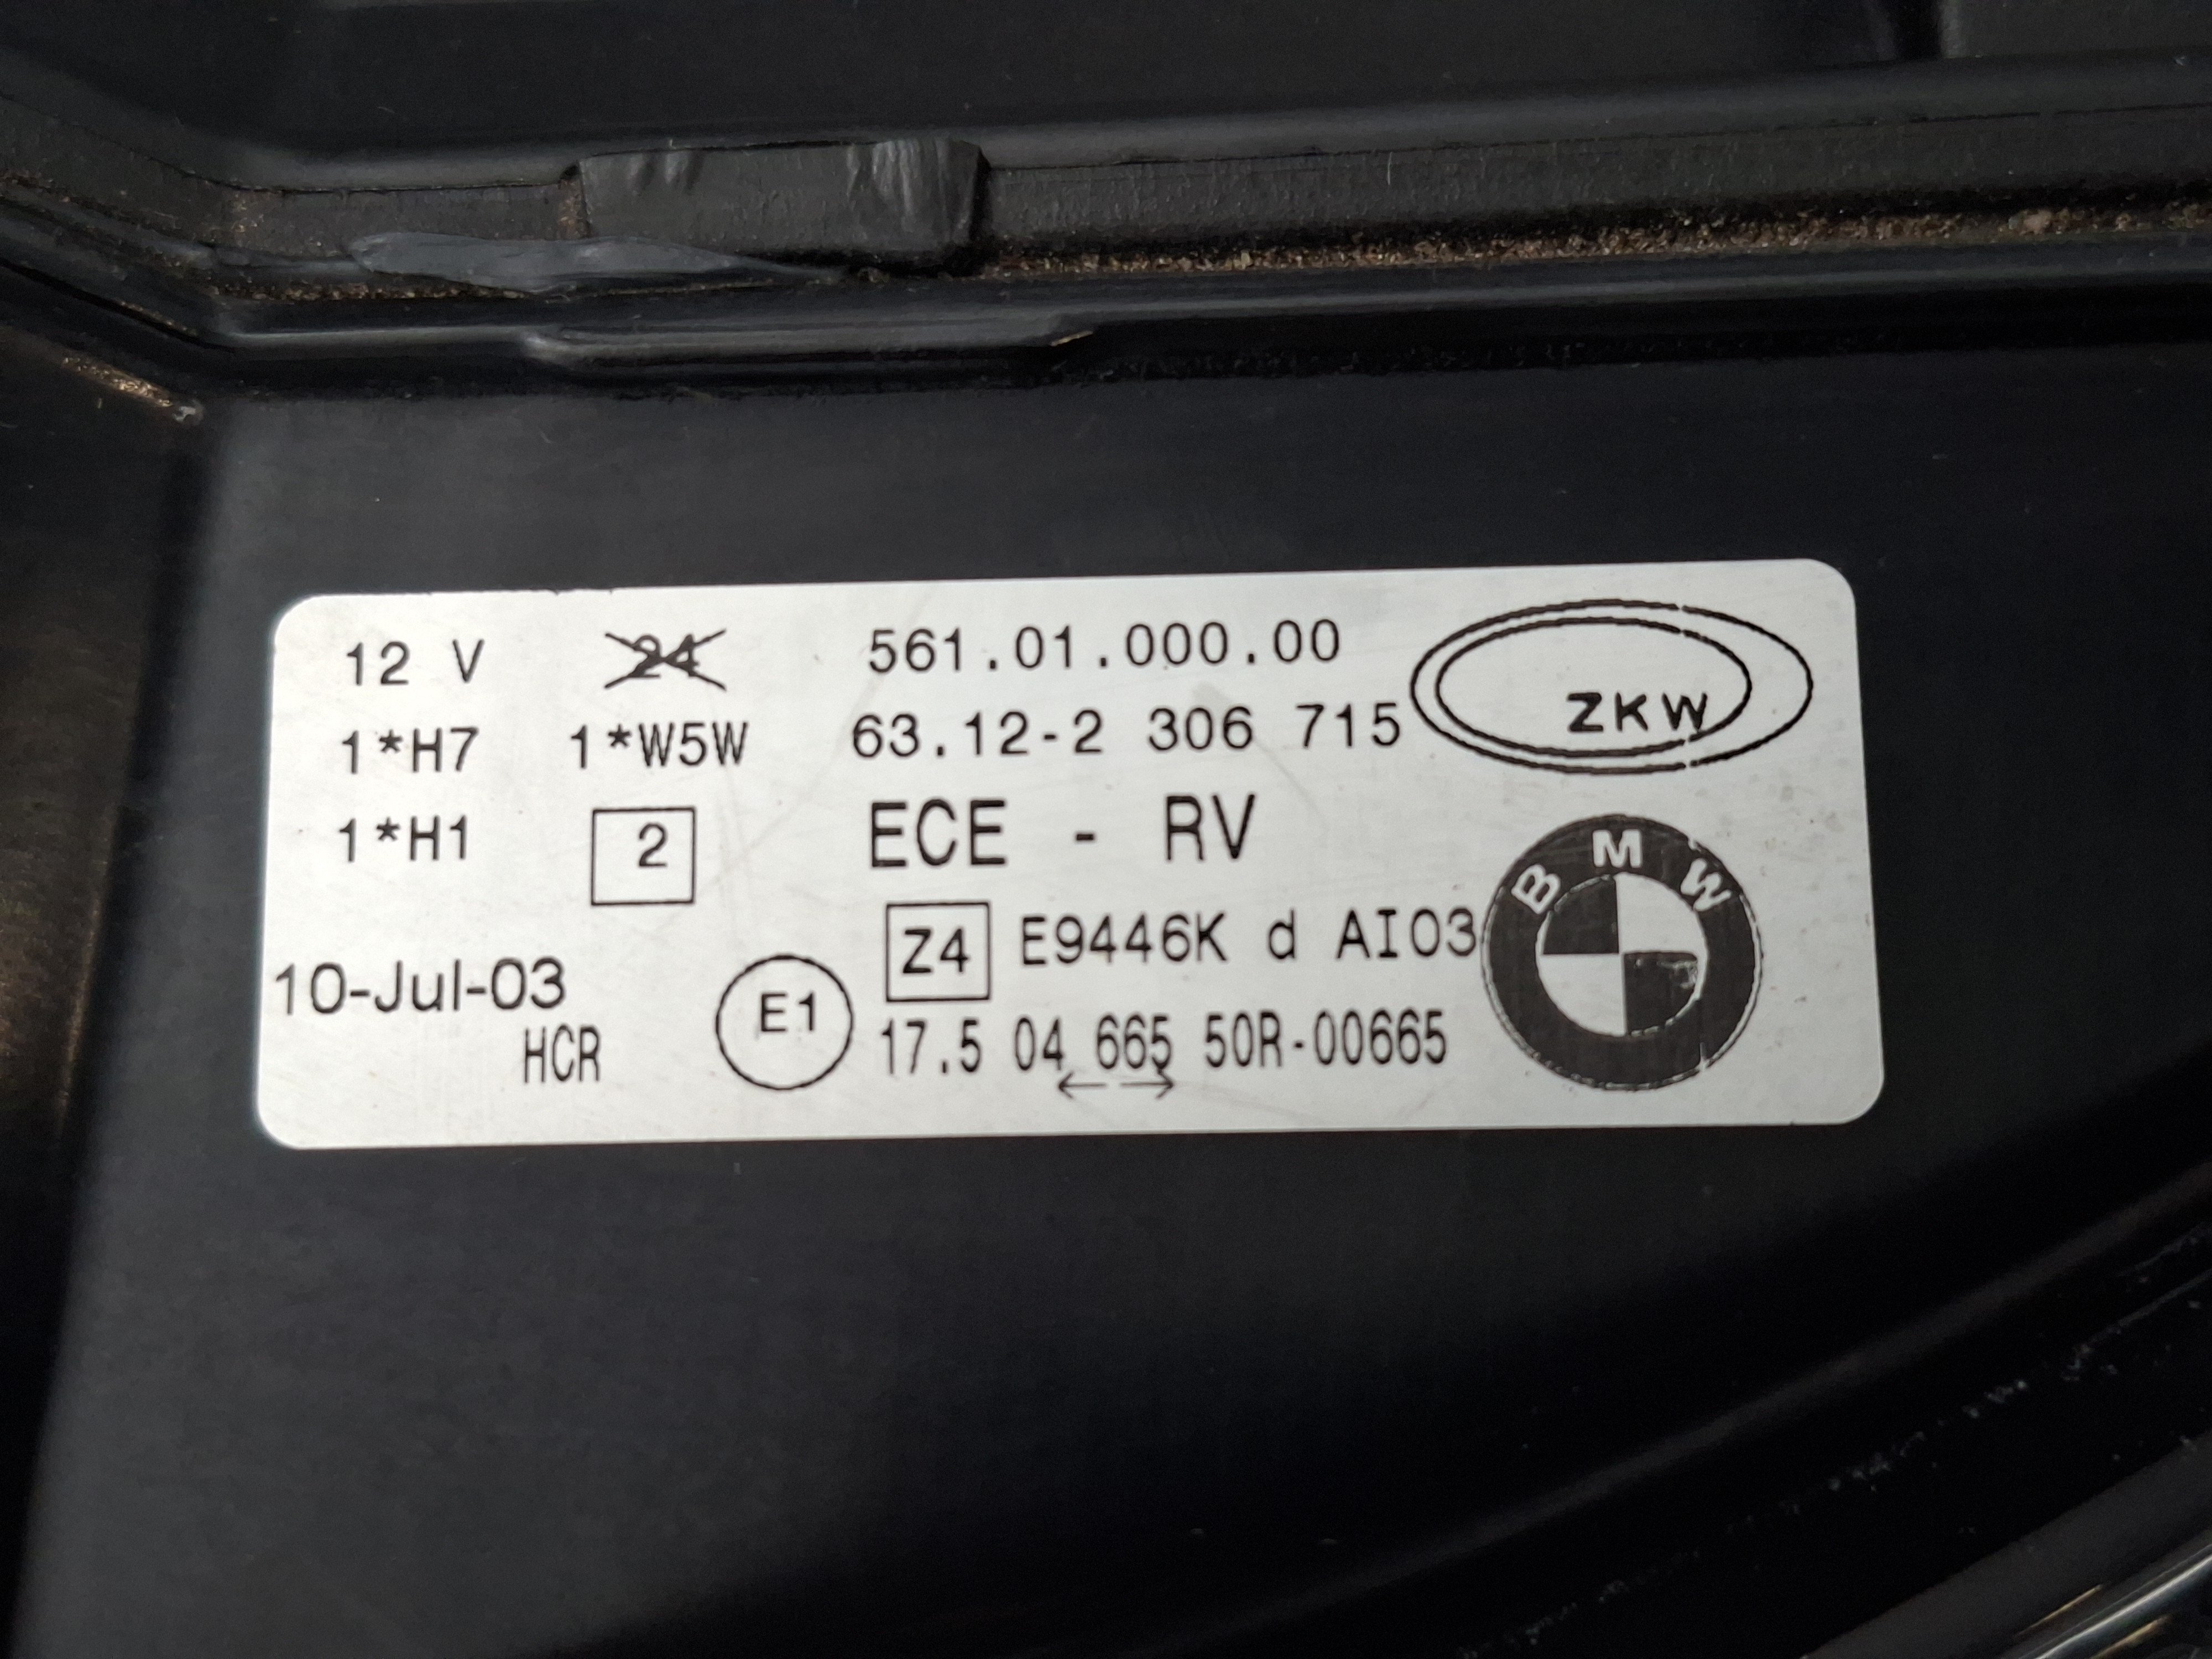 12 V 24 561.01.000.00 ZKW
1*H7 1*W5W 63.12-2 306 715
1*H1 2 ECE - RV
BMW
Z4 E9446K d AI03
10-Jul-03
HCR E1 17.5 04 665 50R-00665